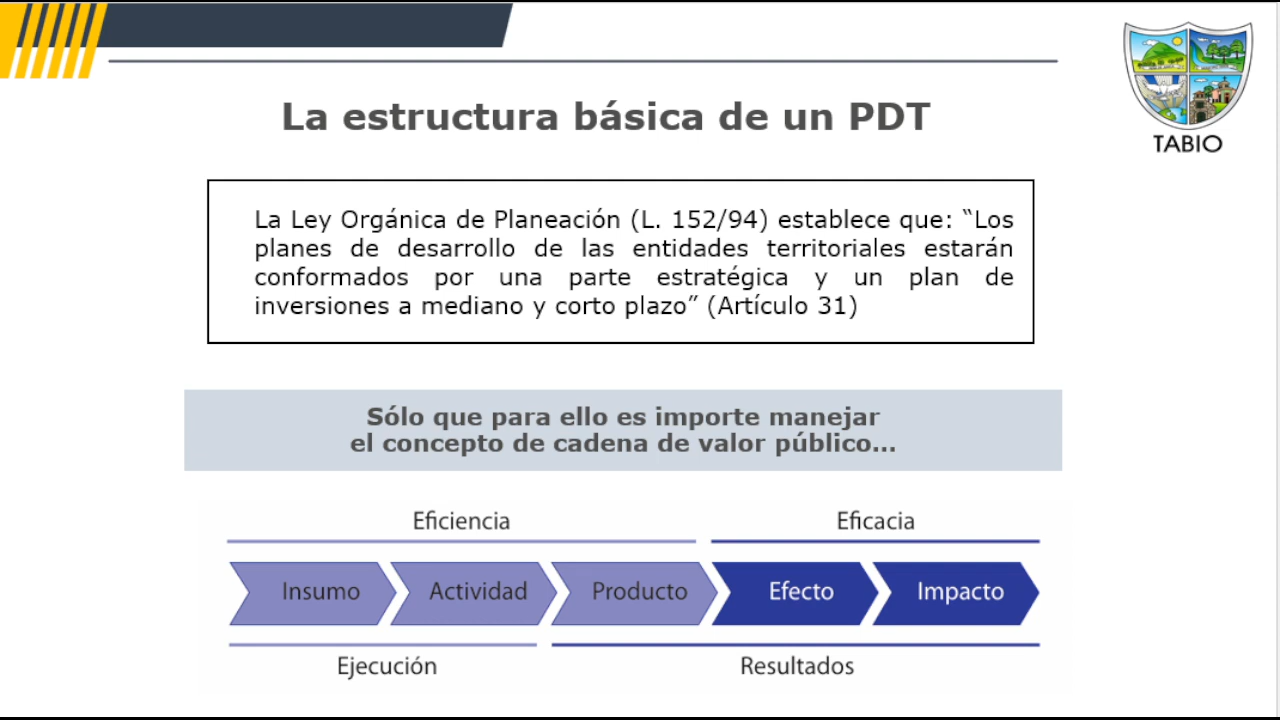 TABIO
La estructura básica de un PDT
La Ley Orgánica de Planeación (L. 152/94) establece que: “Los
planes de desarrollo de las entidades territoriales estarán
conformados por una parte estratégica y un plan de
inversiones a mediano y corto plazo” (Artículo 31)
Sólo que para ello es importe manejar
el concepto de cadena de valor público...
Eficiencia Eficacia
Insumo Actividad Producto Efecto Impacto
Ejecución Resultados